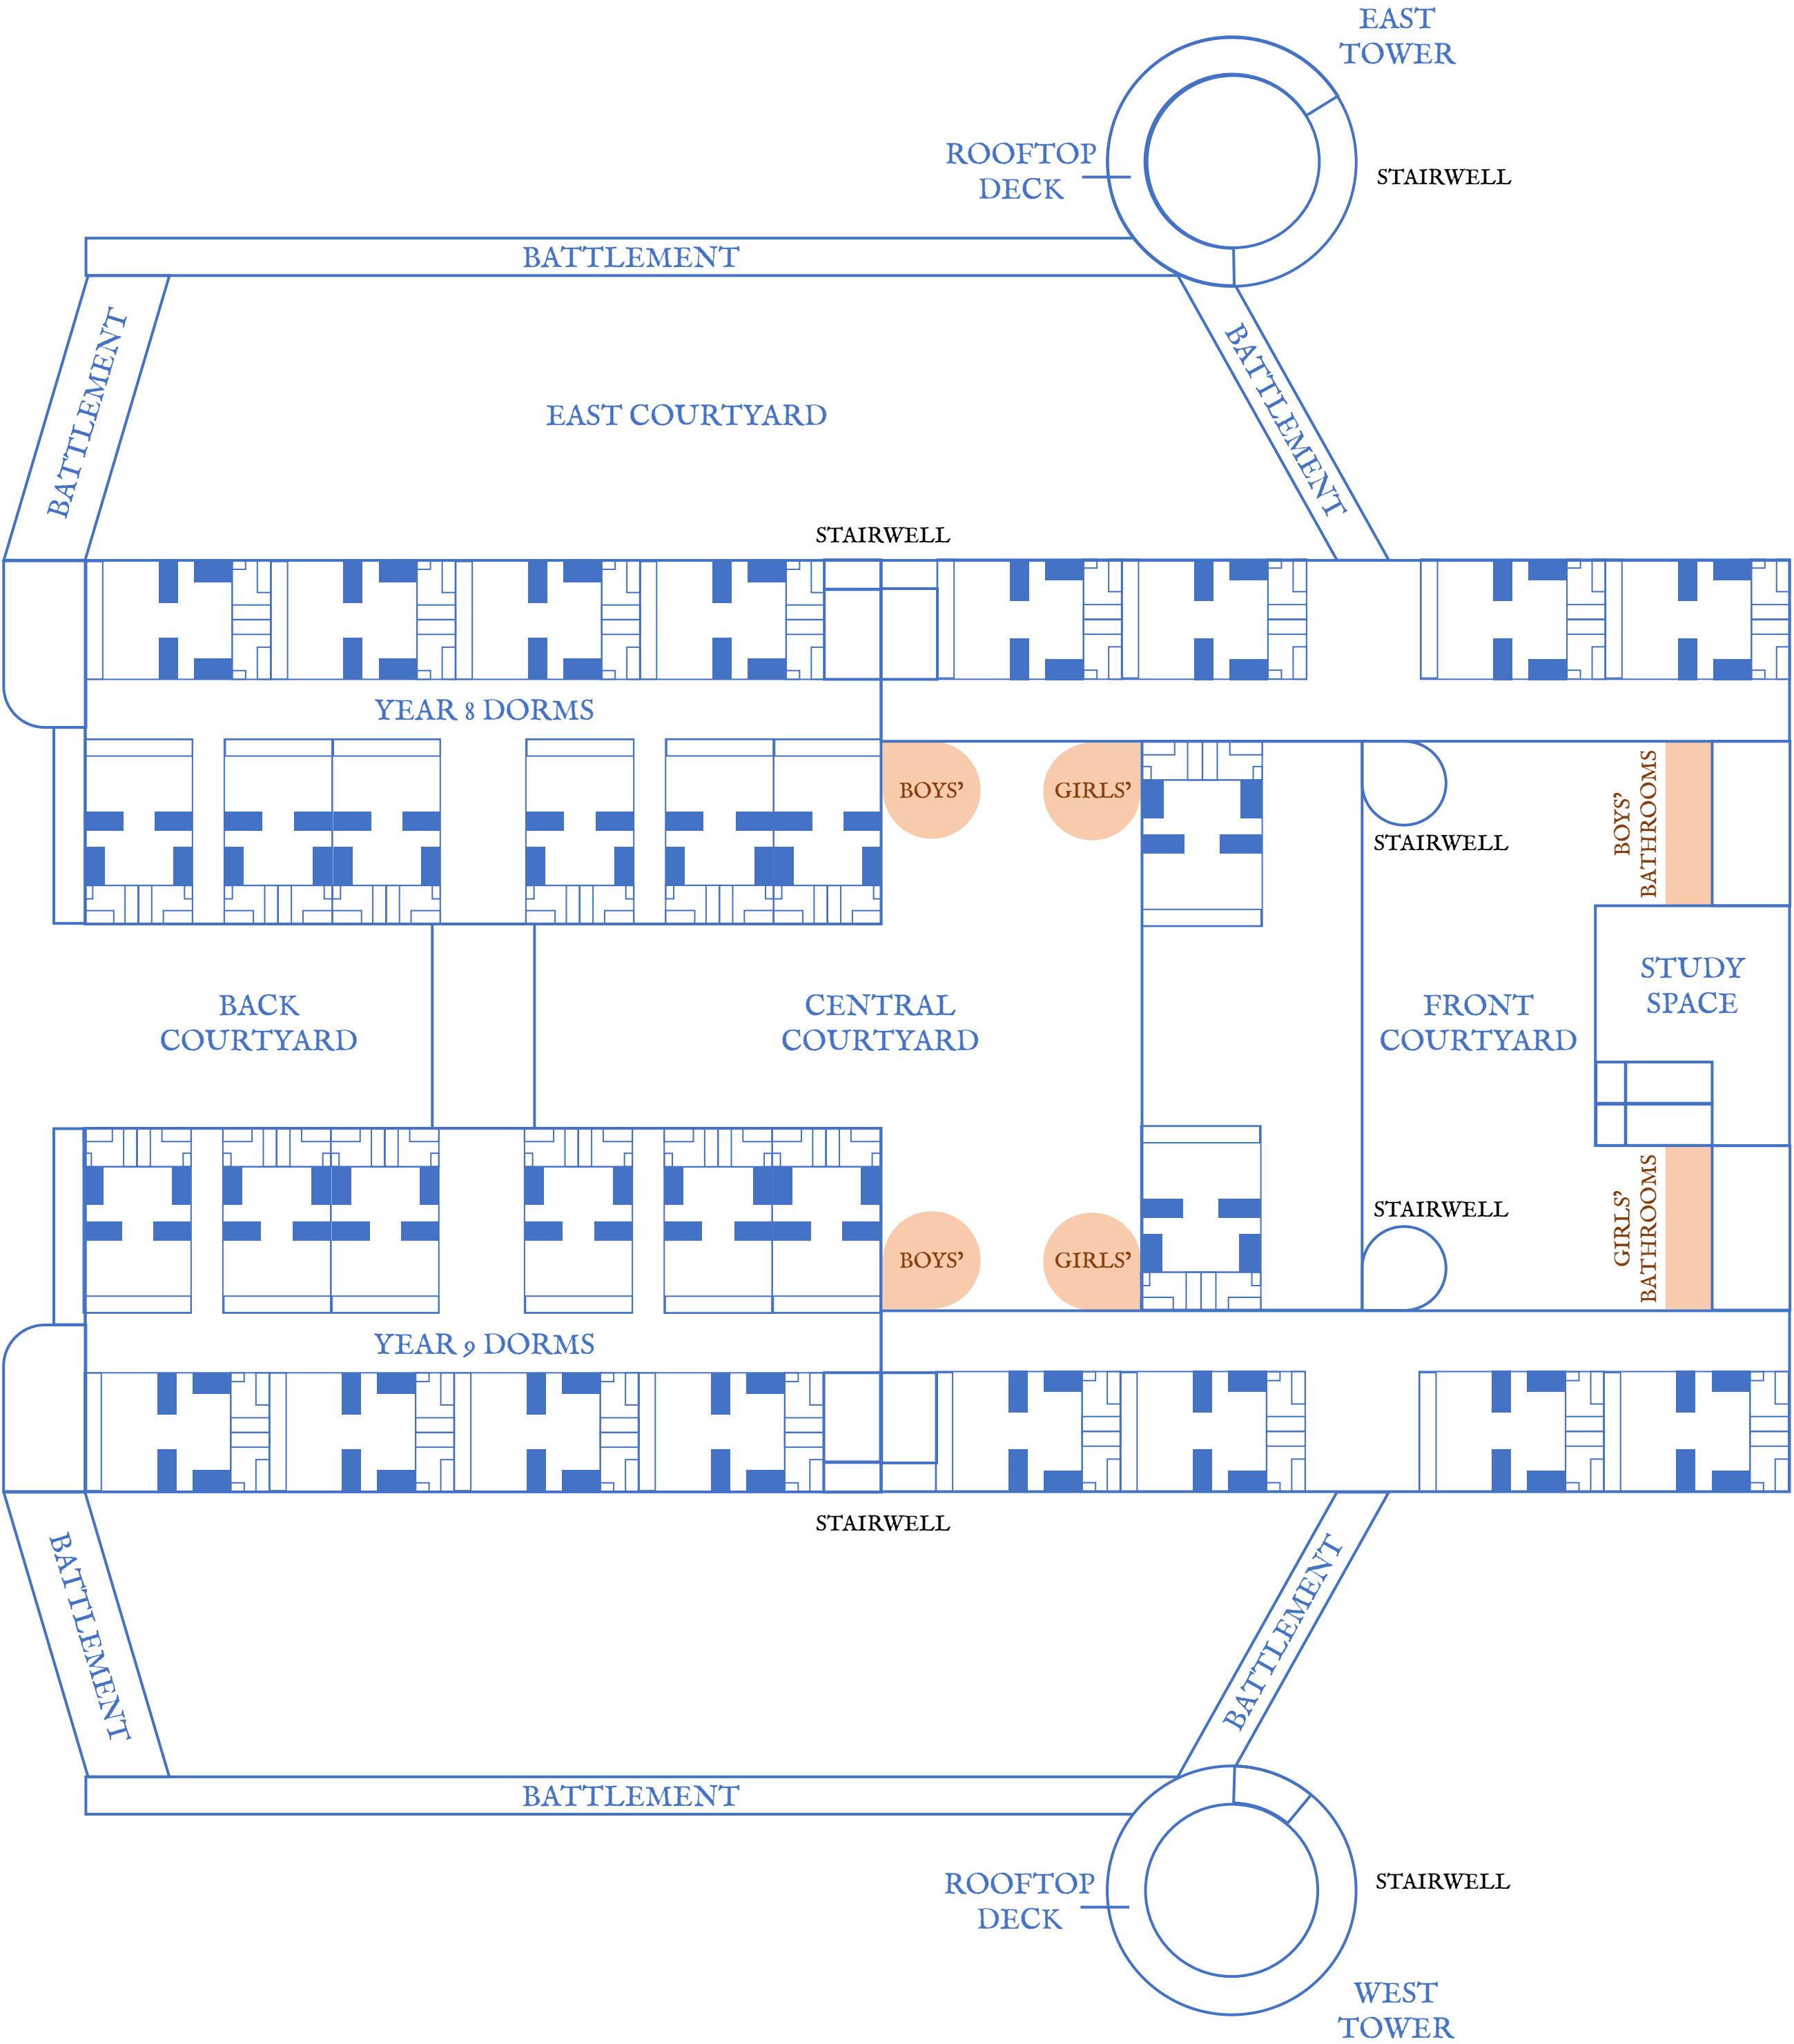 EAST
TOWER
ROOFTOP
DECK
STAIRWELL
BATTLEMENT
BATTLEMENT
BATTLEMENT
EAST COURTYARD
STAIRWELL
YEAR 8 DORMS
BOYS'
GIRLS'
STAIRWELL
BOYS'
BATHROOMS
BACK
COURTYARD
CENTRAL
COURTYARD
FRONT
COURTYARD
STUDY
SPACE
BOYS'
GIRLS'
STAIRWELL
GIRLS'
BATHROOMS
YEAR 9 DORMS
STAIRWELL
BATTLEMENT
BATTLEMENT
BATTLEMENT
ROOFTOP
DECK
STAIRWELL
WEST
TOWER